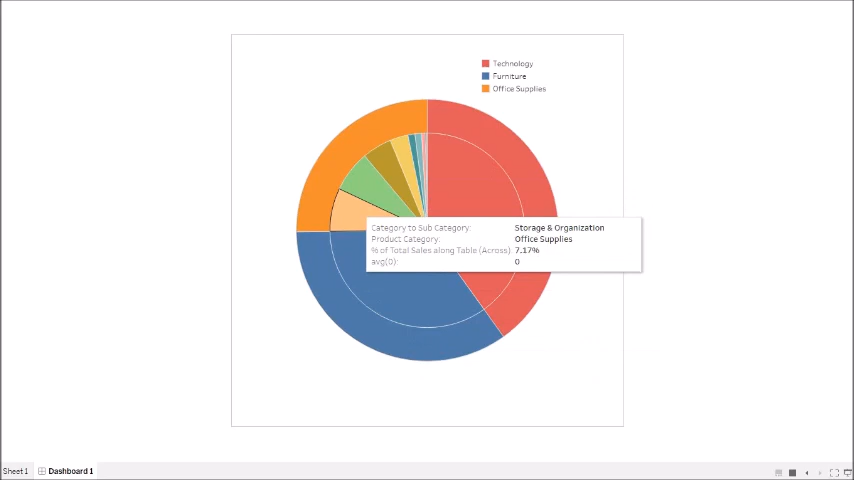 Technology
Furniture
Office Supplies
Category to Sub Category: Storage & Organization
Product Category: Office Supplies
% of Total Sales along Table (Across): 7.17%
avg(0): 0
Sheet 1 Dashboard 1